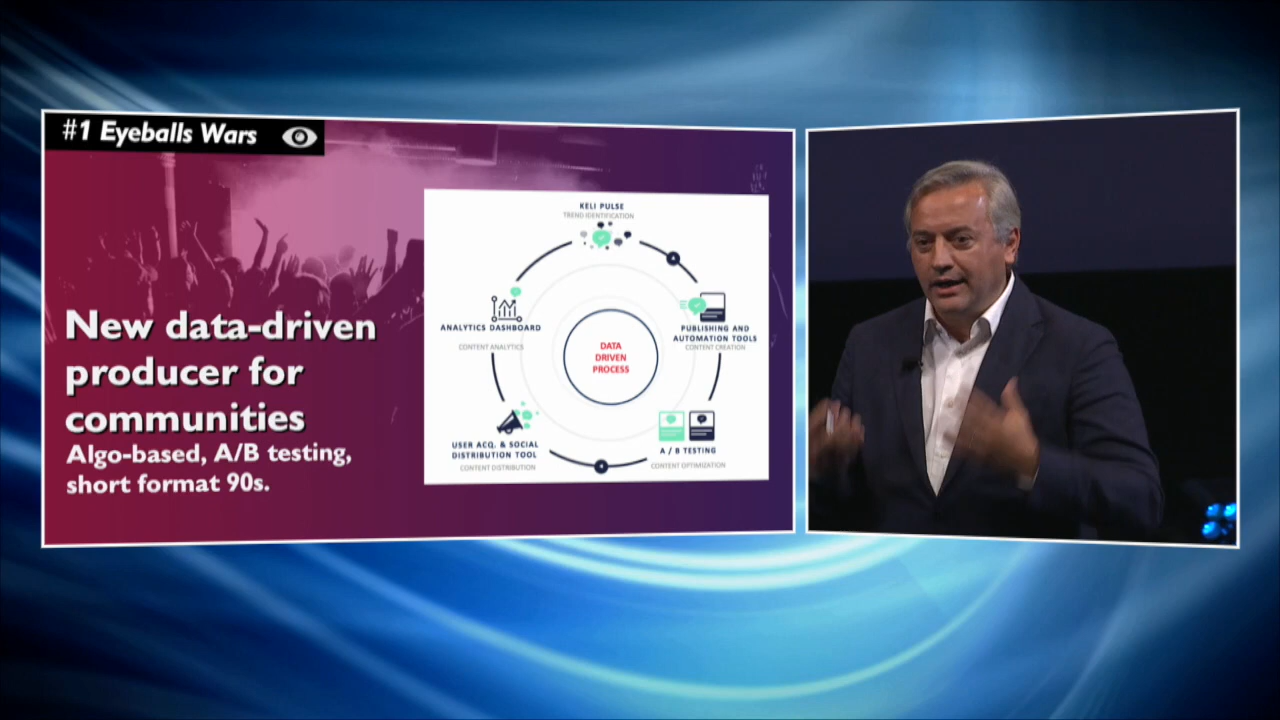 #1 Eyeballs Wars
New data-driven
producer for
communities
Algo-based, A/B testing,
short format 90s.
KELI PULSE
TREND IDENTIFICATION
ANALYTICS DASHBOARD
CONTENT ANALYTICS
PUBLISHING AND
AUTOMATION TOOLS
CONTENT CREATION
DATA
DRIVEN
PROCESS
USER ACQ. & SOCIAL
DISTRIBUTION TOOL
CONTENT DISTRIBUTION
A / B TESTING
CONTENT OPTIMIZATION